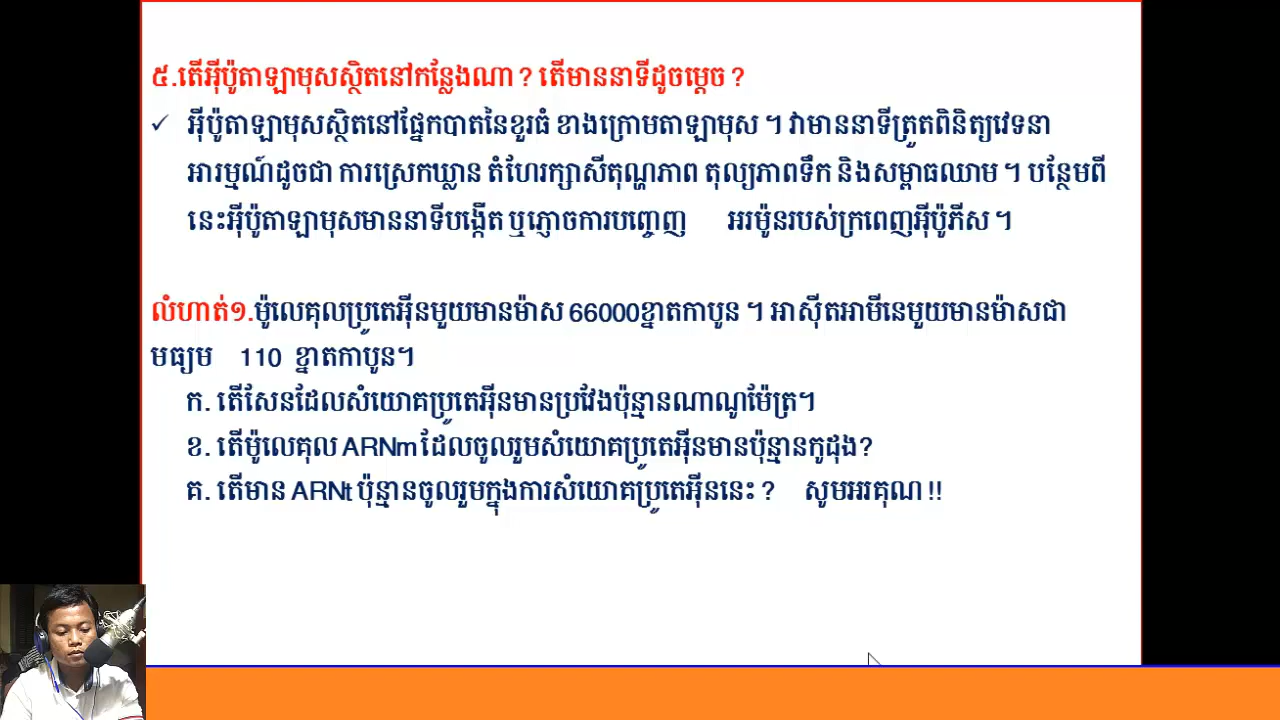 ៥.តើអ៊ីប៉ូតាឡាមុសស្ថិតនៅកន្លែងណា ? តើមាននាទីដូចម្ដេច ?
✓ អ៊ីប៉ូតាឡាមុសស្ថិតនៅផ្នែកបាតនៃខួរធំ ខាងក្រោមតាឡាមុស ។ វាមាននាទីត្រួតពិនិត្យវេទនា
អារម្មណ៍ដូចជា ការស្រេកឃ្លាន តំហែរក្សាសីតុណ្ហភាព តុល្យភាពទឹក និងសម្ពាធឈាម ។ បន្ថែមពី
នេះអ៊ីប៉ូតាឡាមុសមាននាទីបង្កើត ឬភ្ញោចការបញ្ចេញ អរម៉ូនរបស់ក្រពេញអ៊ីប៉ូភីស ។
លំហាត់១.ម៉ូលេគុលប្រូតេអ៊ីនមួយមានម៉ាស 66000ខ្នាតកាបូន ។ អាស៊ីតអាមីនេមួយមានម៉ាសជា
មធ្យម 110 ខ្នាតកាបូន។
ក. តើសែនដែលសំយោគប្រូតេអ៊ីនមានប្រវែងប៉ុន្មានណាណូម៉ែត្រ។
ខ. តើម៉ូលេគុល ARNm ដែលចូលរួមសំយោគប្រូតេអ៊ីនមានប៉ុន្មានកូដុង?
គ. តើមាន ARNt ប៉ុន្មានចូលរួមក្នុងការសំយោគប្រូតេអ៊ីននេះ ? សូមអរគុណ !!